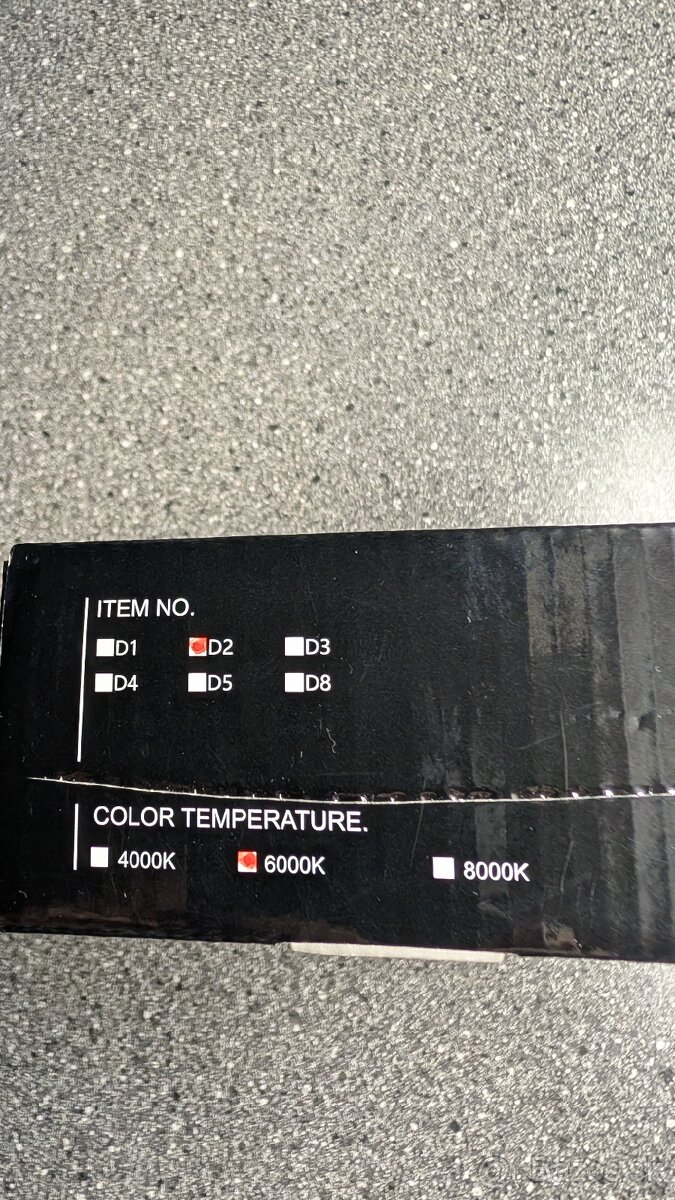 ITEM NO.
D1 D2 D3
D4 D5 D8
COLOR TEMPERATURE.
4000K 6000K 8000K